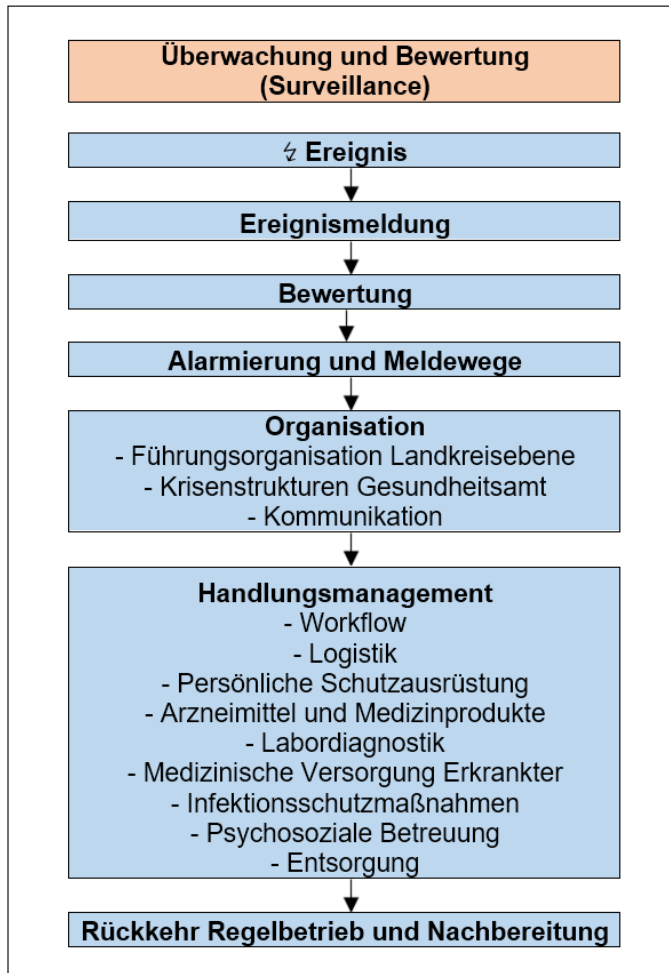 Überwachung und Bewertung
(Surveillance)
↯ Ereignis
Ereignismeldung
Bewertung
Alarmierung und Meldewege
Organisation
- Führungsorganisation Landkreisebene
- Krisenstrukturen Gesundheitsamt
- Kommunikation
Handlungsmanagement
- Workflow
- Logistik
- Persönliche Schutzausrüstung
- Arzneimittel und Medizinprodukte
- Labordiagnostik
- Medizinische Versorgung Erkrankter
- Infektionsschutzmaßnahmen
- Psychosoziale Betreuung
- Entsorgung
Rückkehr Regelbetrieb und Nachbereitung